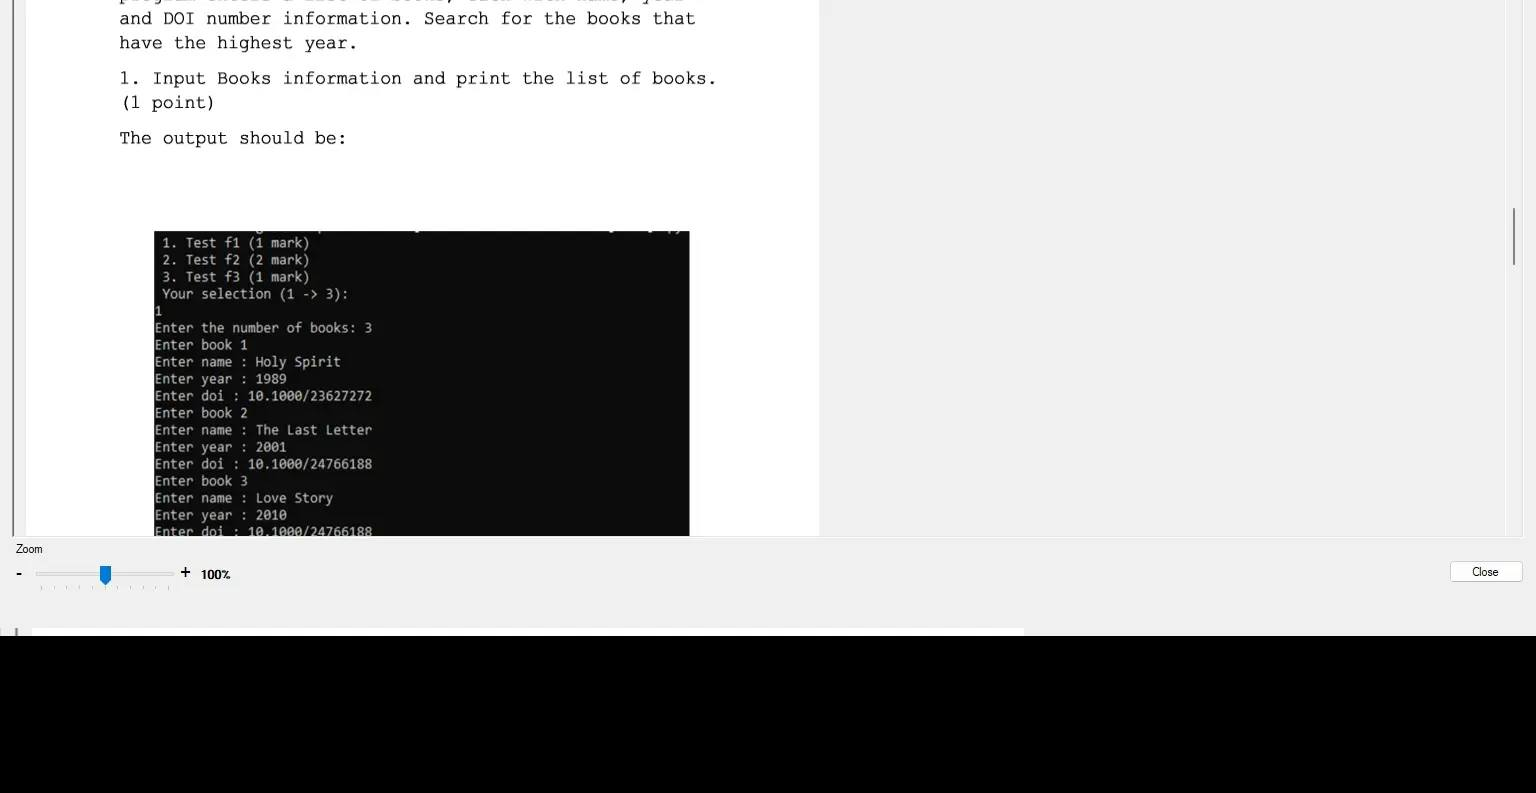 and DOI number information. Search for the books that
have the highest year.
1. Input Books information and print the list of books.
(1 point)
The output should be:
1. Test f1 (1 mark)
2. Test f2 (2 mark)
3. Test f3 (1 mark)
Your selection (1 -> 3):
1
Enter the number of books: 3
Enter book 1
Enter name : Holy Spirit
Enter year : 1989
Enter doi : 10.1000/23627272
Enter book 2
Enter name : The Last Letter
Enter year : 2001
Enter doi : 10.1000/24766188
Enter book 3
Enter name : Love Story
Enter year : 2010
Enter doi : 10.1000/24766188
Zoom
- + 100%
Close